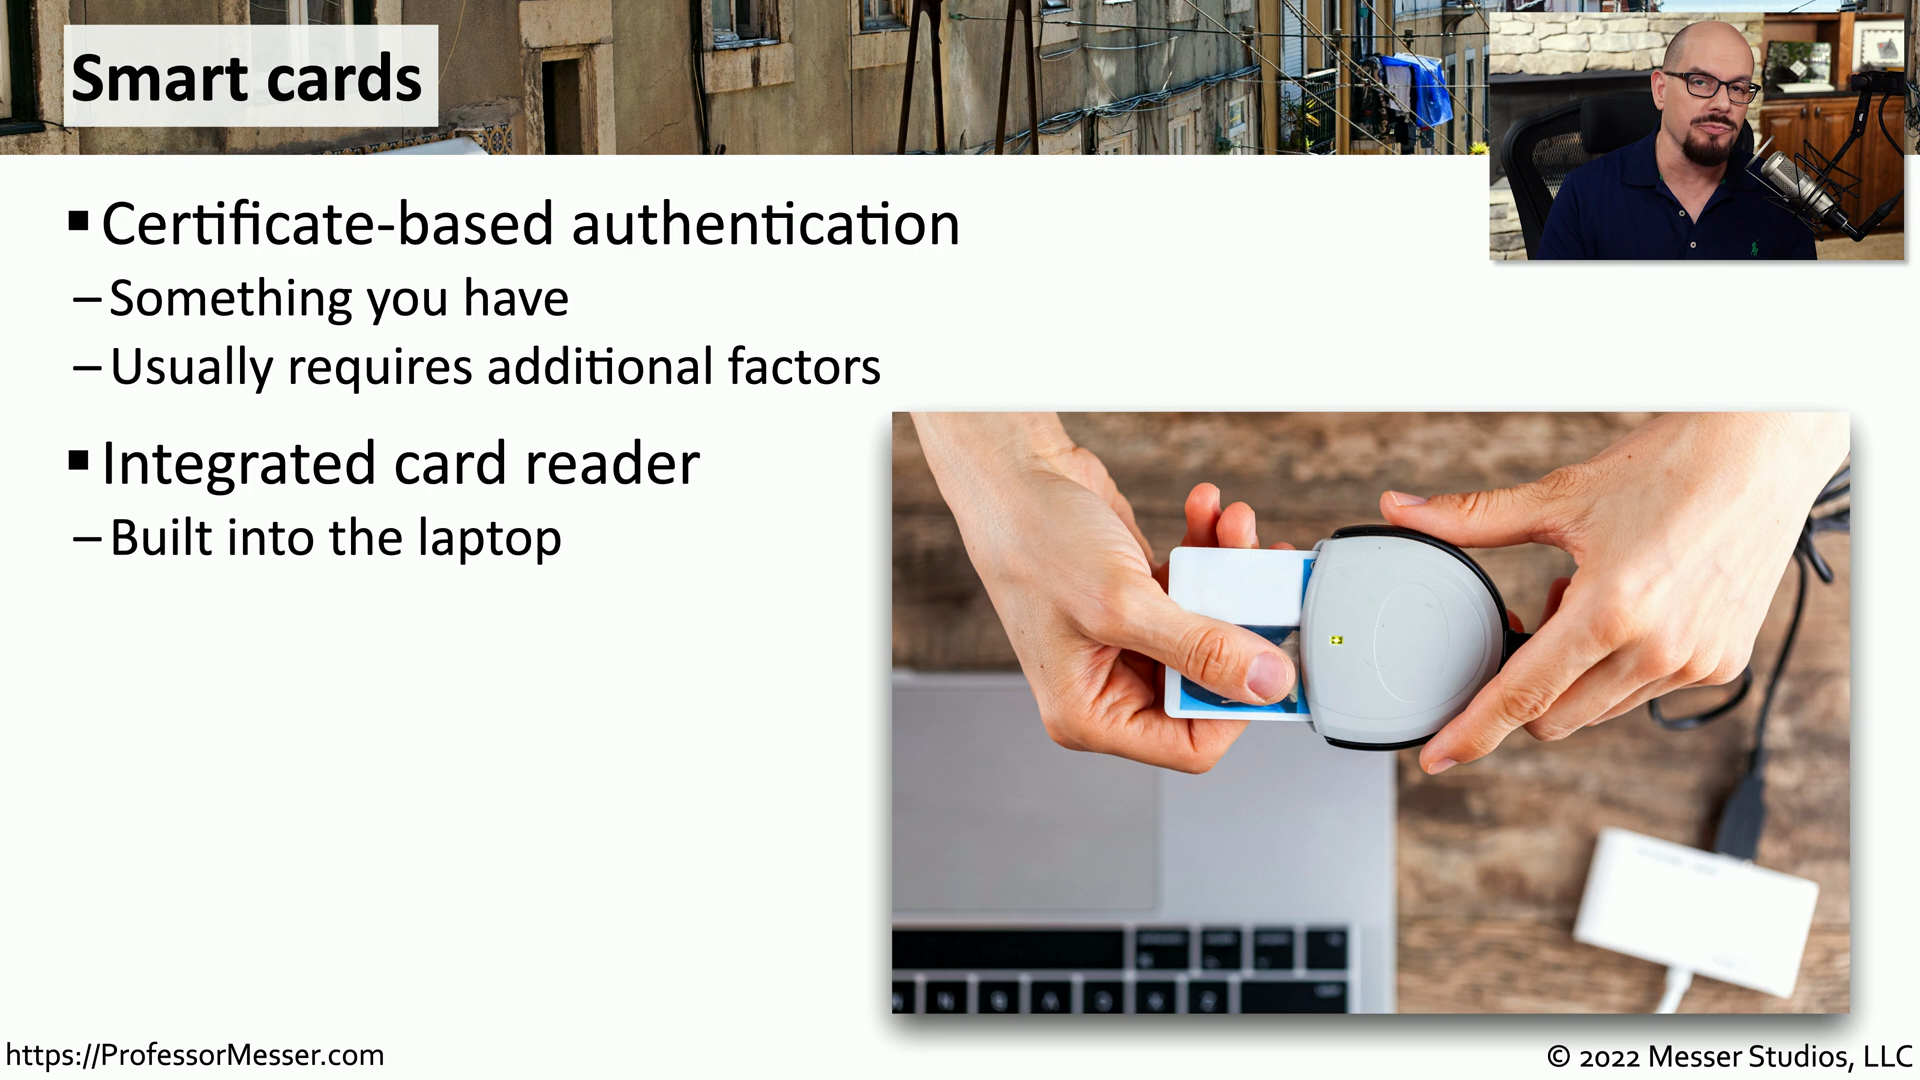 Smart cards
▪ Certificate-based authentication
– Something you have
– Usually requires additional factors
▪ Integrated card reader
– Built into the laptop
https://ProfessorMesser.com
© 2022 Messer Studios, LLC